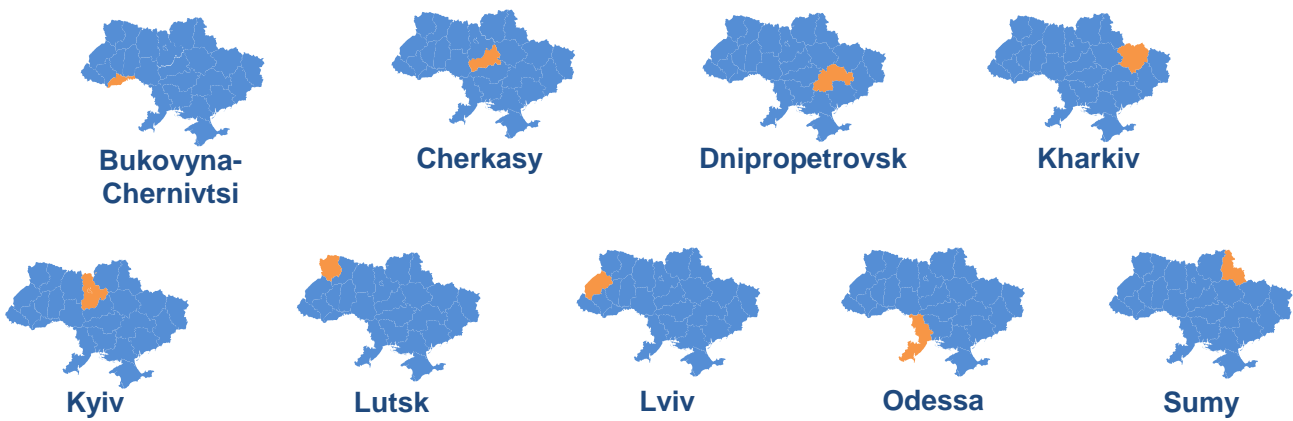 Bukovyna-
Chernivtsi
Cherkasy
Dnipropetrovsk
Kharkiv
Kyiv
Lutsk
Lviv
Odessa
Sumy